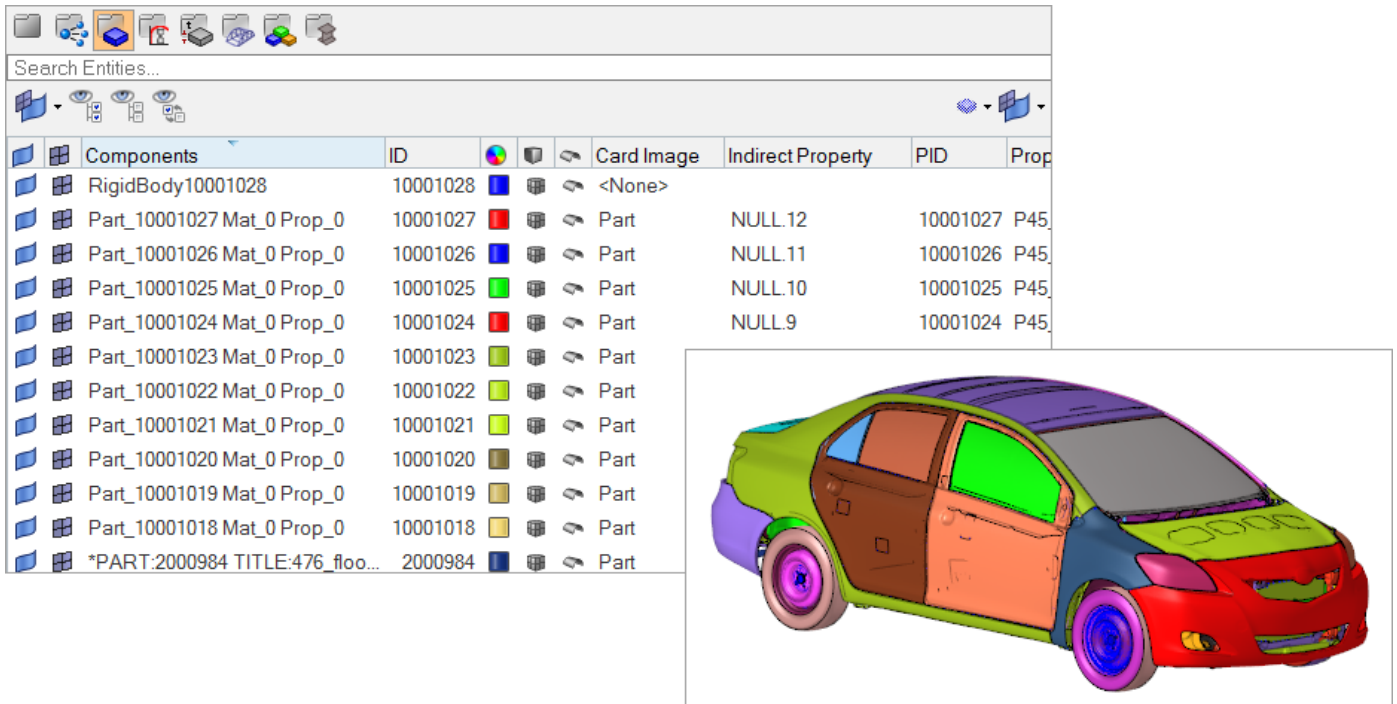 Search Entities...
Components ID Card Image Indirect Property PID Prop
RigidBody10001028 10001028 <None>
Part_10001027 Mat_0 Prop_0 10001027 Part NULL.12 10001027 P45_
Part_10001026 Mat_0 Prop_0 10001026 Part NULL.11 10001026 P45_
Part_10001025 Mat_0 Prop_0 10001025 Part NULL.10 10001025 P45_
Part_10001024 Mat_0 Prop_0 10001024 Part NULL.9 10001024 P45_
Part_10001023 Mat_0 Prop_0 10001023 Part
Part_10001022 Mat_0 Prop_0 10001022 Part
Part_10001021 Mat_0 Prop_0 10001021 Part
Part_10001020 Mat_0 Prop_0 10001020 Part
Part_10001019 Mat_0 Prop_0 10001019 Part
Part_10001018 Mat_0 Prop_0 10001018 Part
*PART:2000984 TITLE:476_floo... 2000984 Part